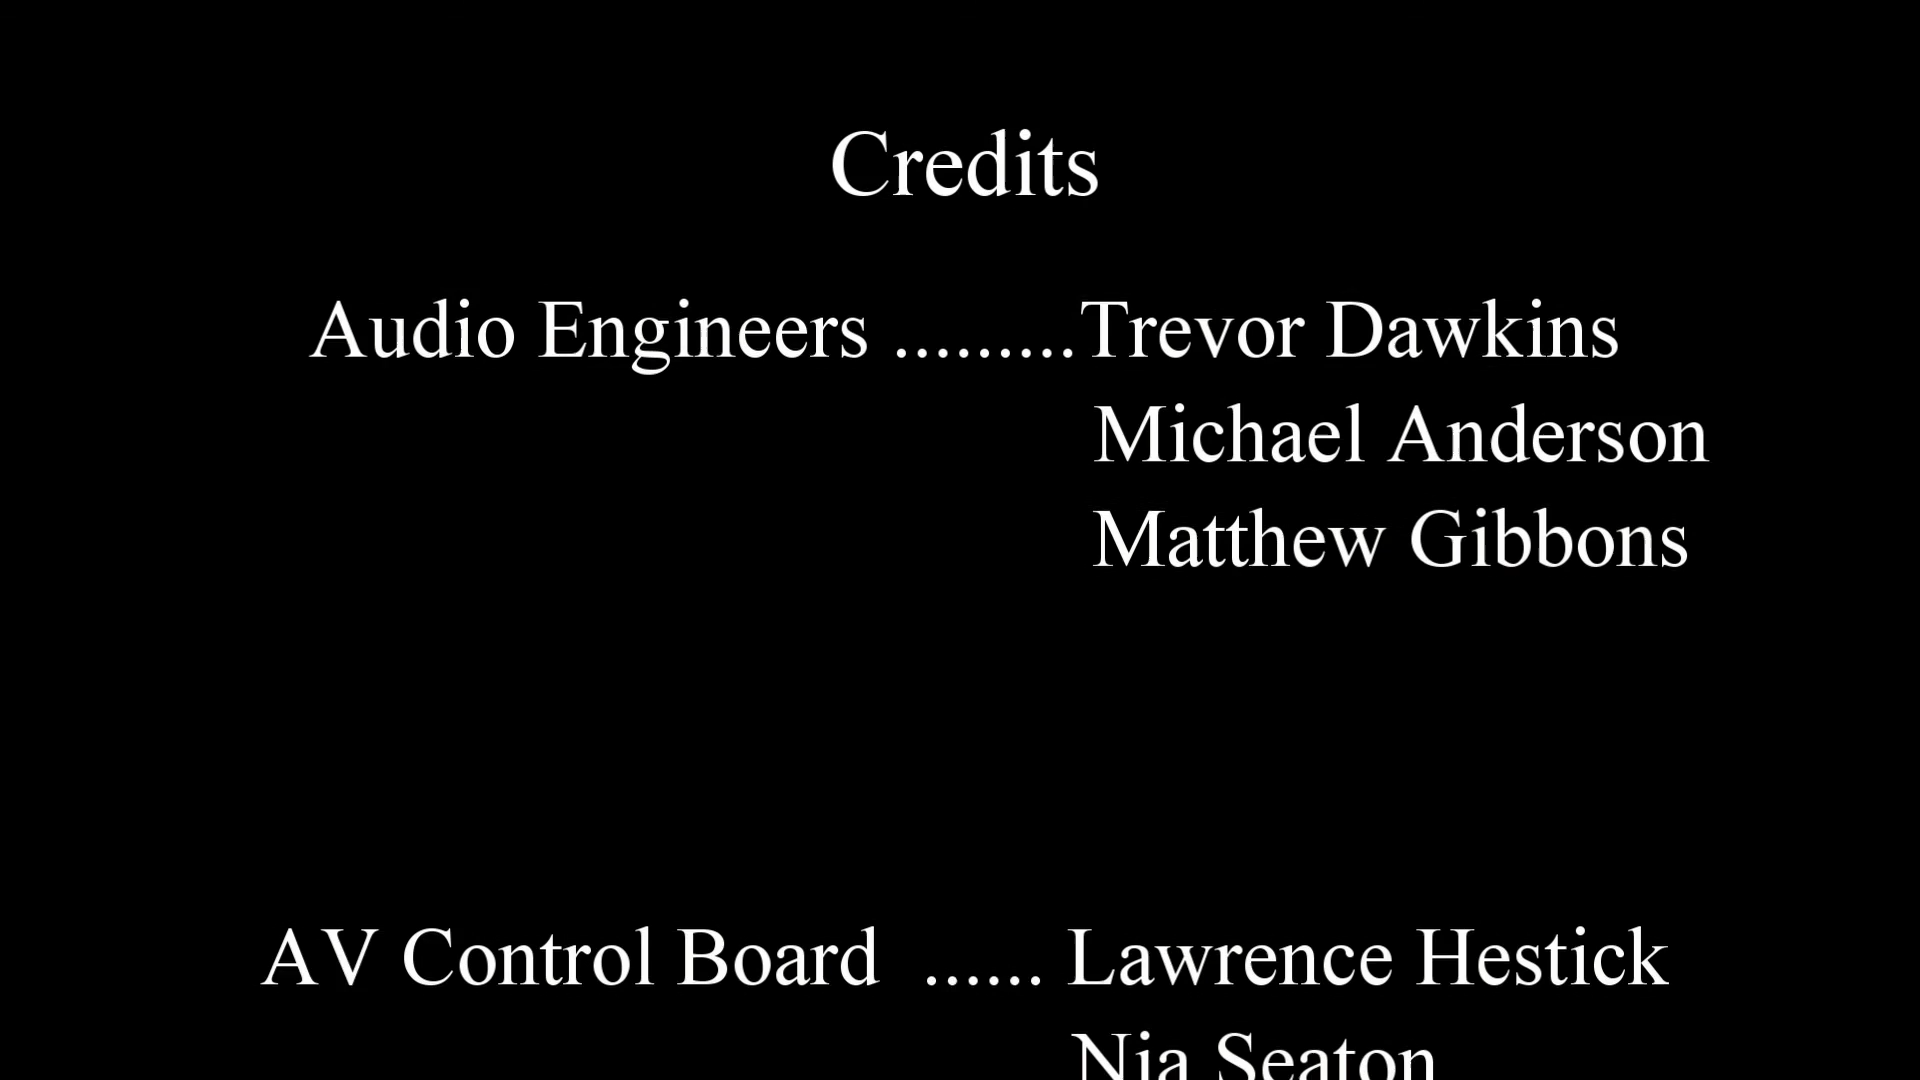 Credits
Audio Engineers .........Trevor Dawkins
Michael Anderson
Matthew Gibbons
AV Control Board ...... Lawrence Hestick
Nia Seaton